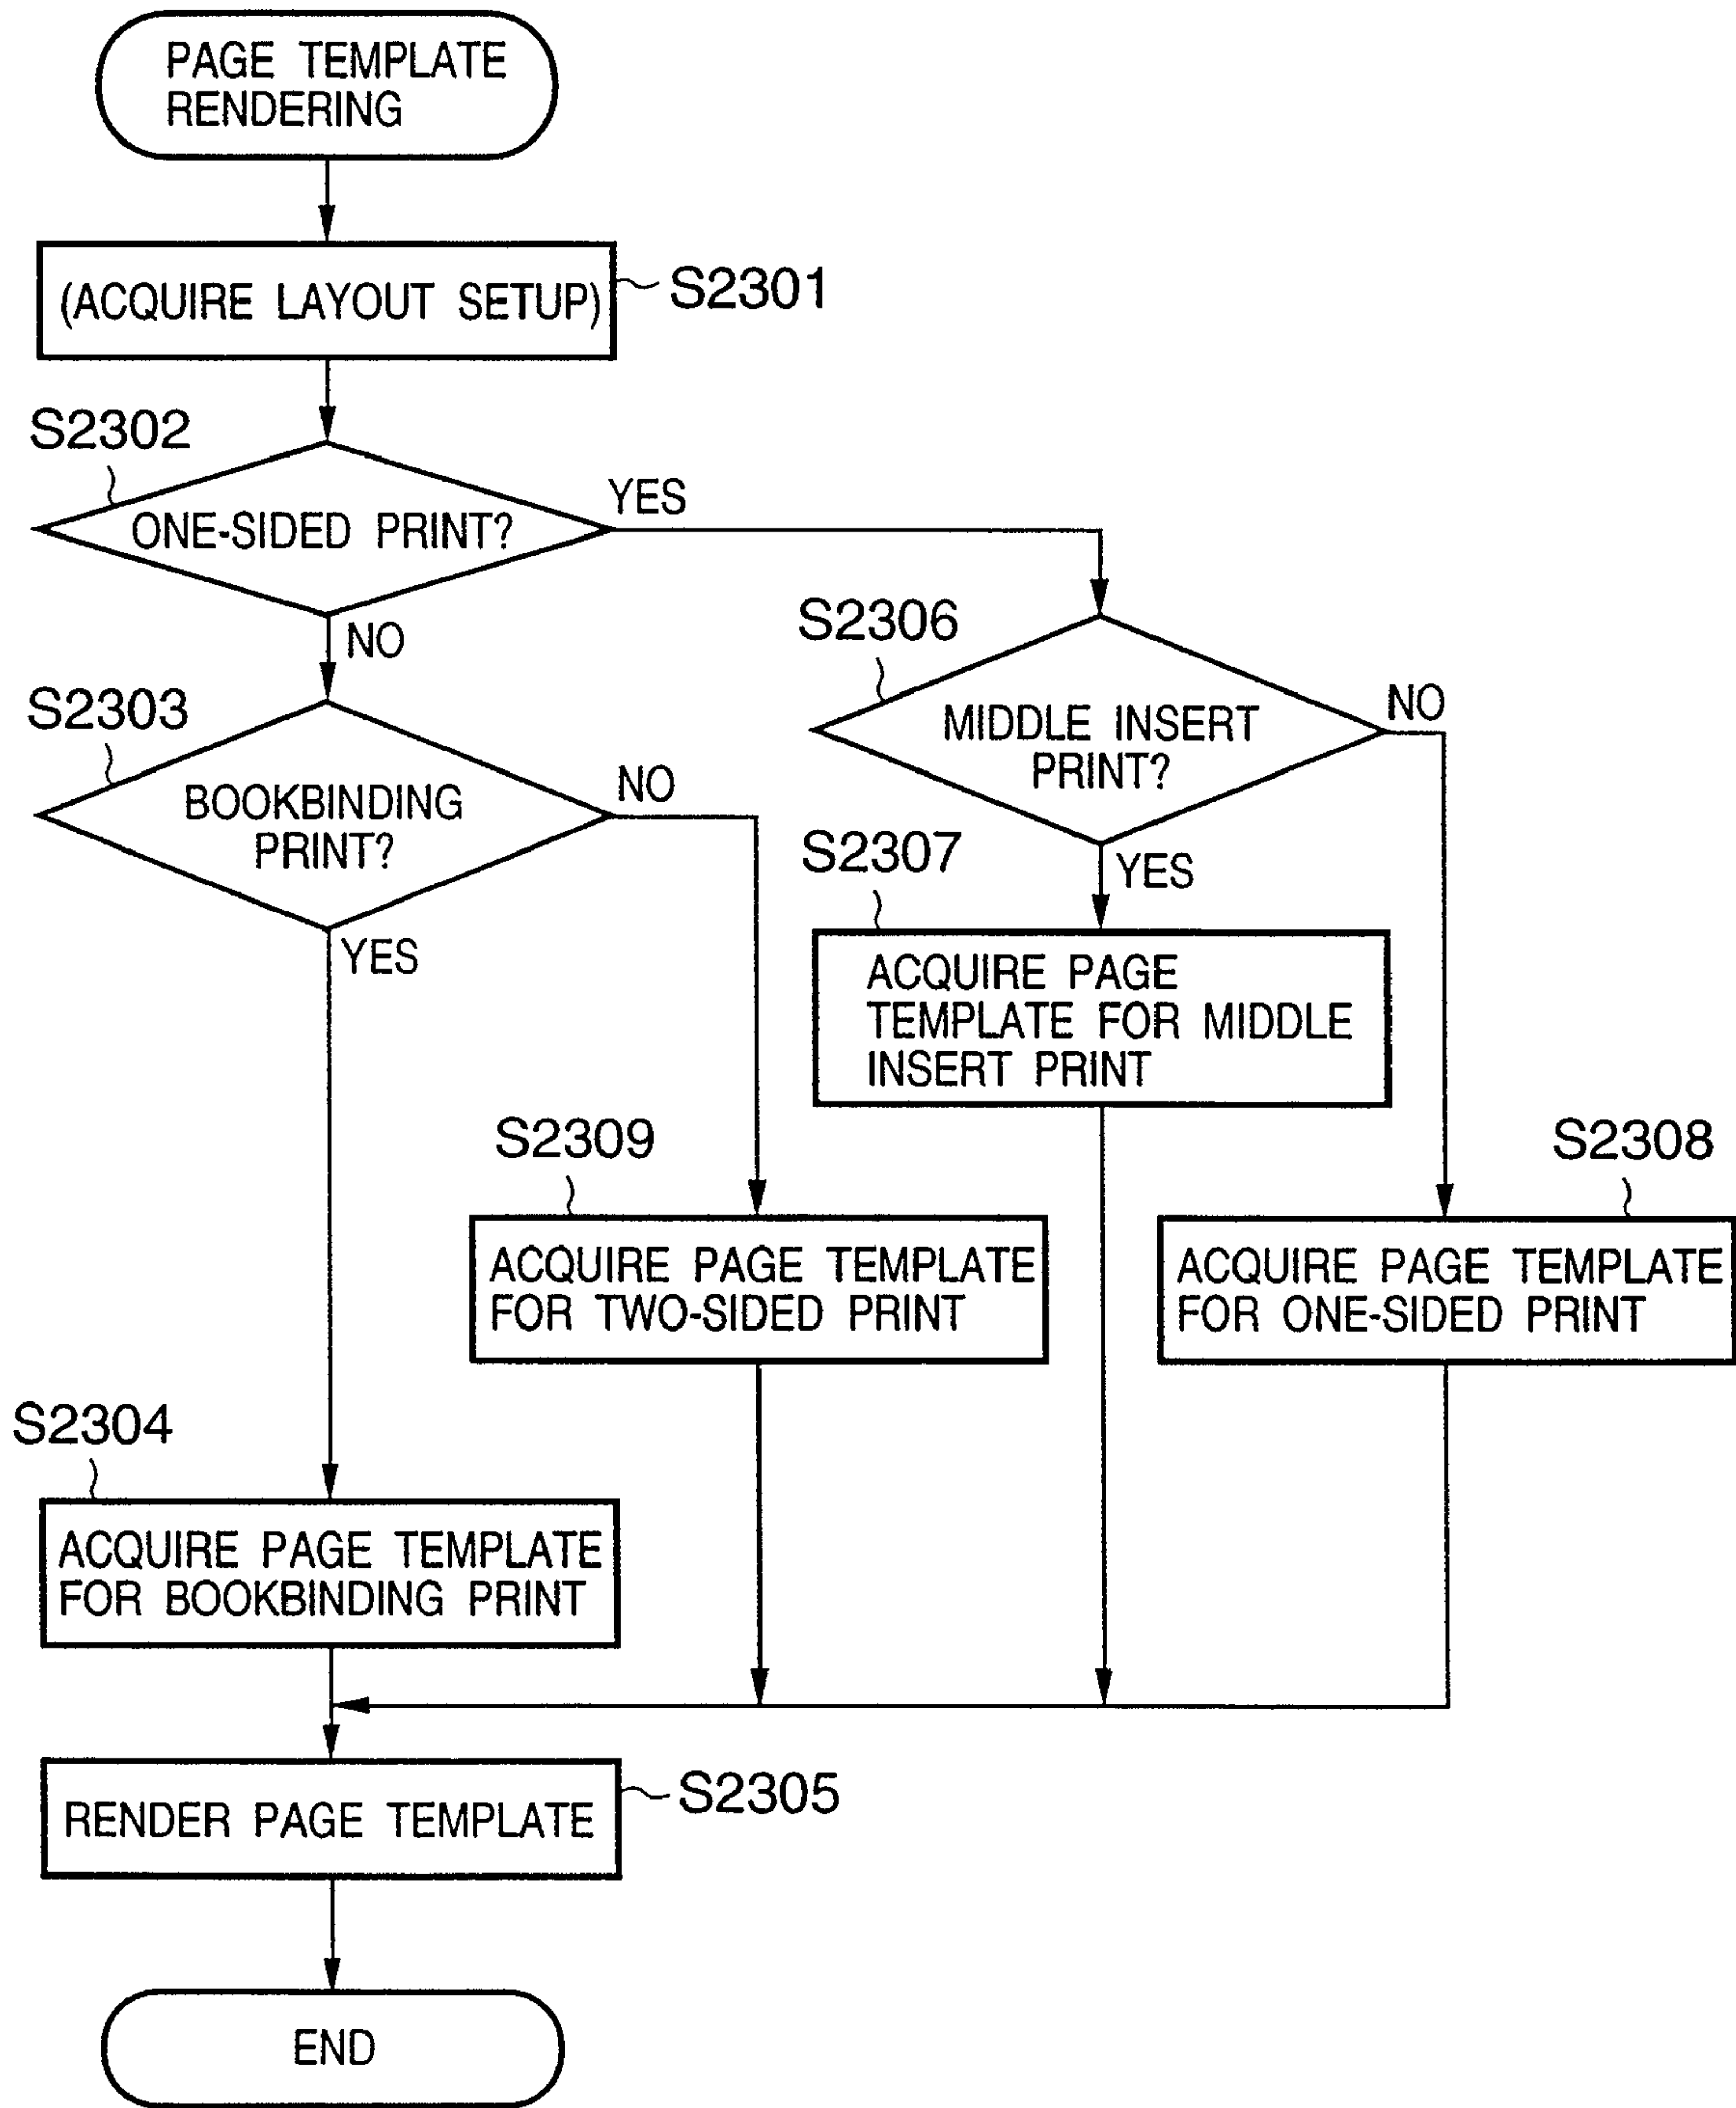 PAGE TEMPLATE
RENDERING
(ACQUIRE LAYOUT SETUP)
S2301
S2302
ONE-SIDED PRINT?
YES
NO
S2303
BOOKBINDING
PRINT?
NO
YES
S2306
MIDDLE INSERT
PRINT?
NO
YES
S2307
ACQUIRE PAGE
TEMPLATE FOR MIDDLE
INSERT PRINT
S2309
ACQUIRE PAGE TEMPLATE
FOR TWO-SIDED PRINT
S2308
ACQUIRE PAGE TEMPLATE
FOR ONE-SIDED PRINT
S2304
ACQUIRE PAGE TEMPLATE
FOR BOOKBINDING PRINT
RENDER PAGE TEMPLATE
S2305
END